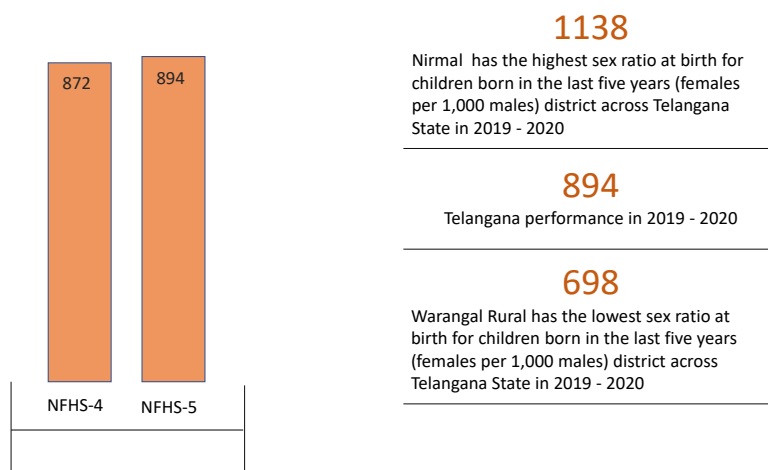 872
894
NFHS-4
NFHS-5
1138
Nirmal has the highest sex ratio at birth for
children born in the last five years (females
per 1,000 males) district across Telangana
State in 2019 - 2020
894
Telangana performance in 2019 - 2020
698
Warangal Rural has the lowest sex ratio at
birth for children born in the last five years
(females per 1,000 males) district across
Telangana State in 2019 - 2020